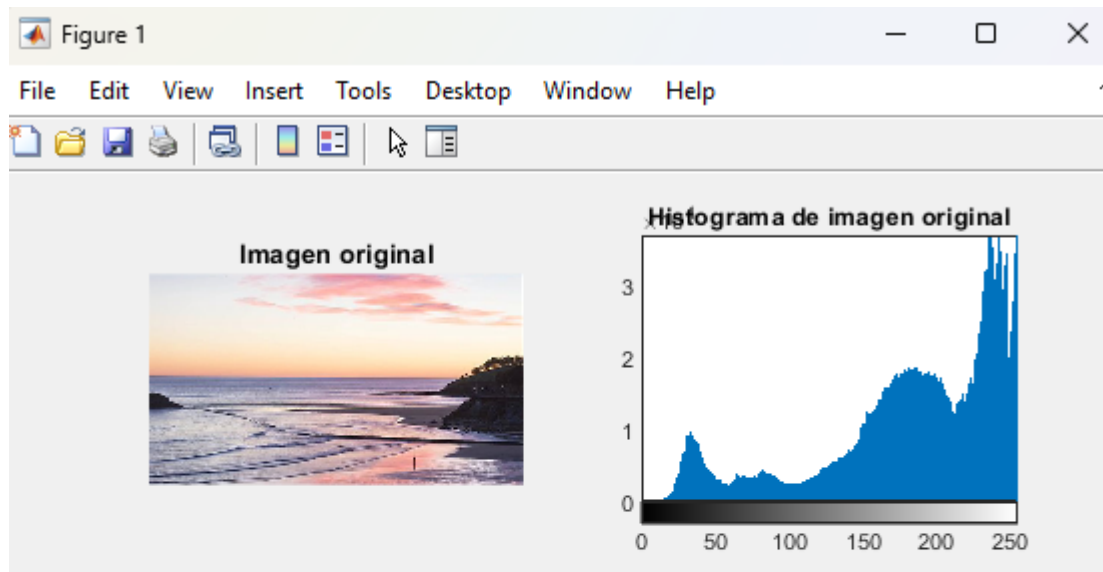 Figure 1
File Edit View Insert Tools Desktop Window Help
Imagen original
Histograma de imagen original
3
2
1
0
0 50 100 150 200 250